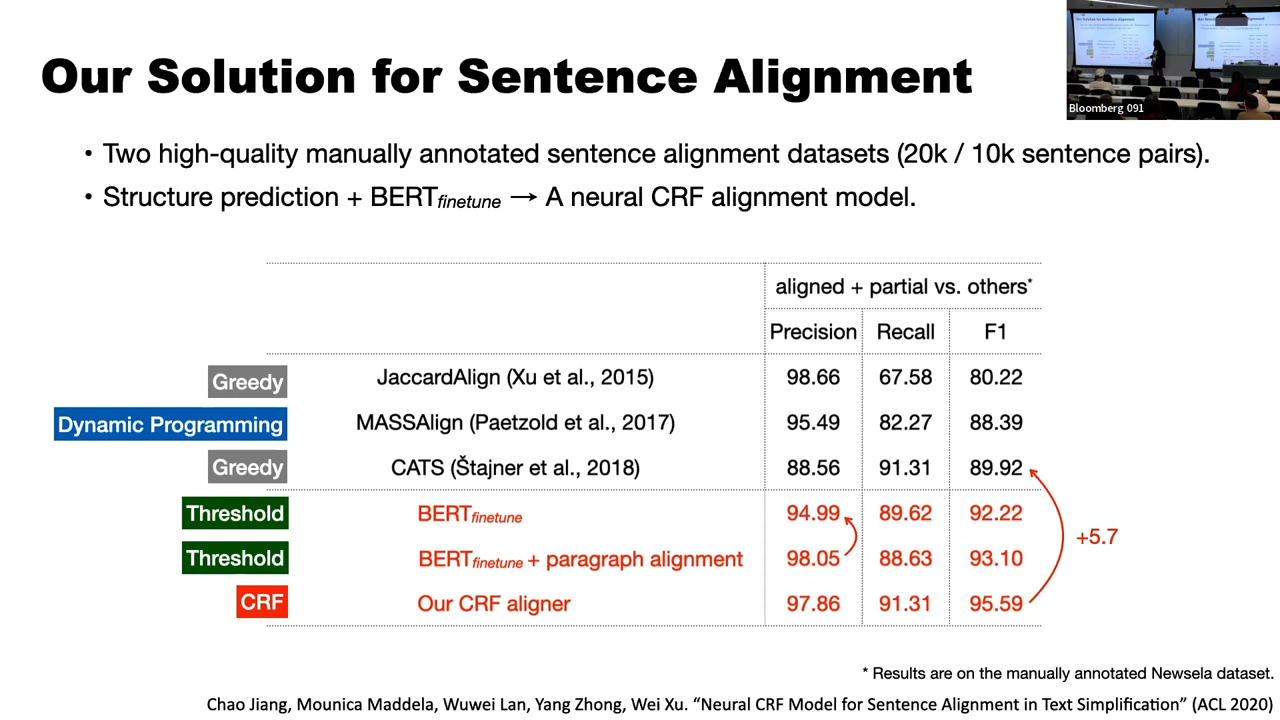 Our Solution for Sentence Alignment
Bloomberg 091
• Two high-quality manually annotated sentence alignment datasets (20k / 10k sentence pairs).
• Structure prediction + BERTfinetune → A neural CRF alignment model.
aligned + partial vs. others*
Precision Recall F1
Greedy JaccardAlign (Xu et al., 2015) 98.66 67.58 80.22
Dynamic Programming MASSAlign (Paetzold et al., 2017) 95.49 82.27 88.39
Greedy CATS (Štajner et al., 2018) 88.56 91.31 89.92
Threshold BERTfinetune 94.99 89.62 92.22
+5.7
Threshold BERTfinetune + paragraph alignment 98.05 88.63 93.10
CRF Our CRF aligner 97.86 91.31 95.59
* Results are on the manually annotated Newsela dataset.
Chao Jiang, Mounica Maddela, Wuwei Lan, Yang Zhong, Wei Xu. “Neural CRF Model for Sentence Alignment in Text Simplification” (ACL 2020)